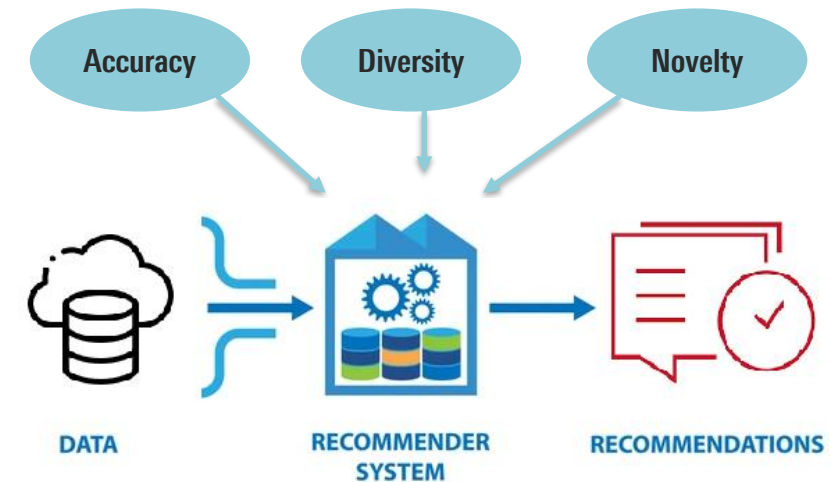 Accuracy
Diversity
Novelty
DATA
RECOMMENDER
SYSTEM
RECOMMENDATIONS